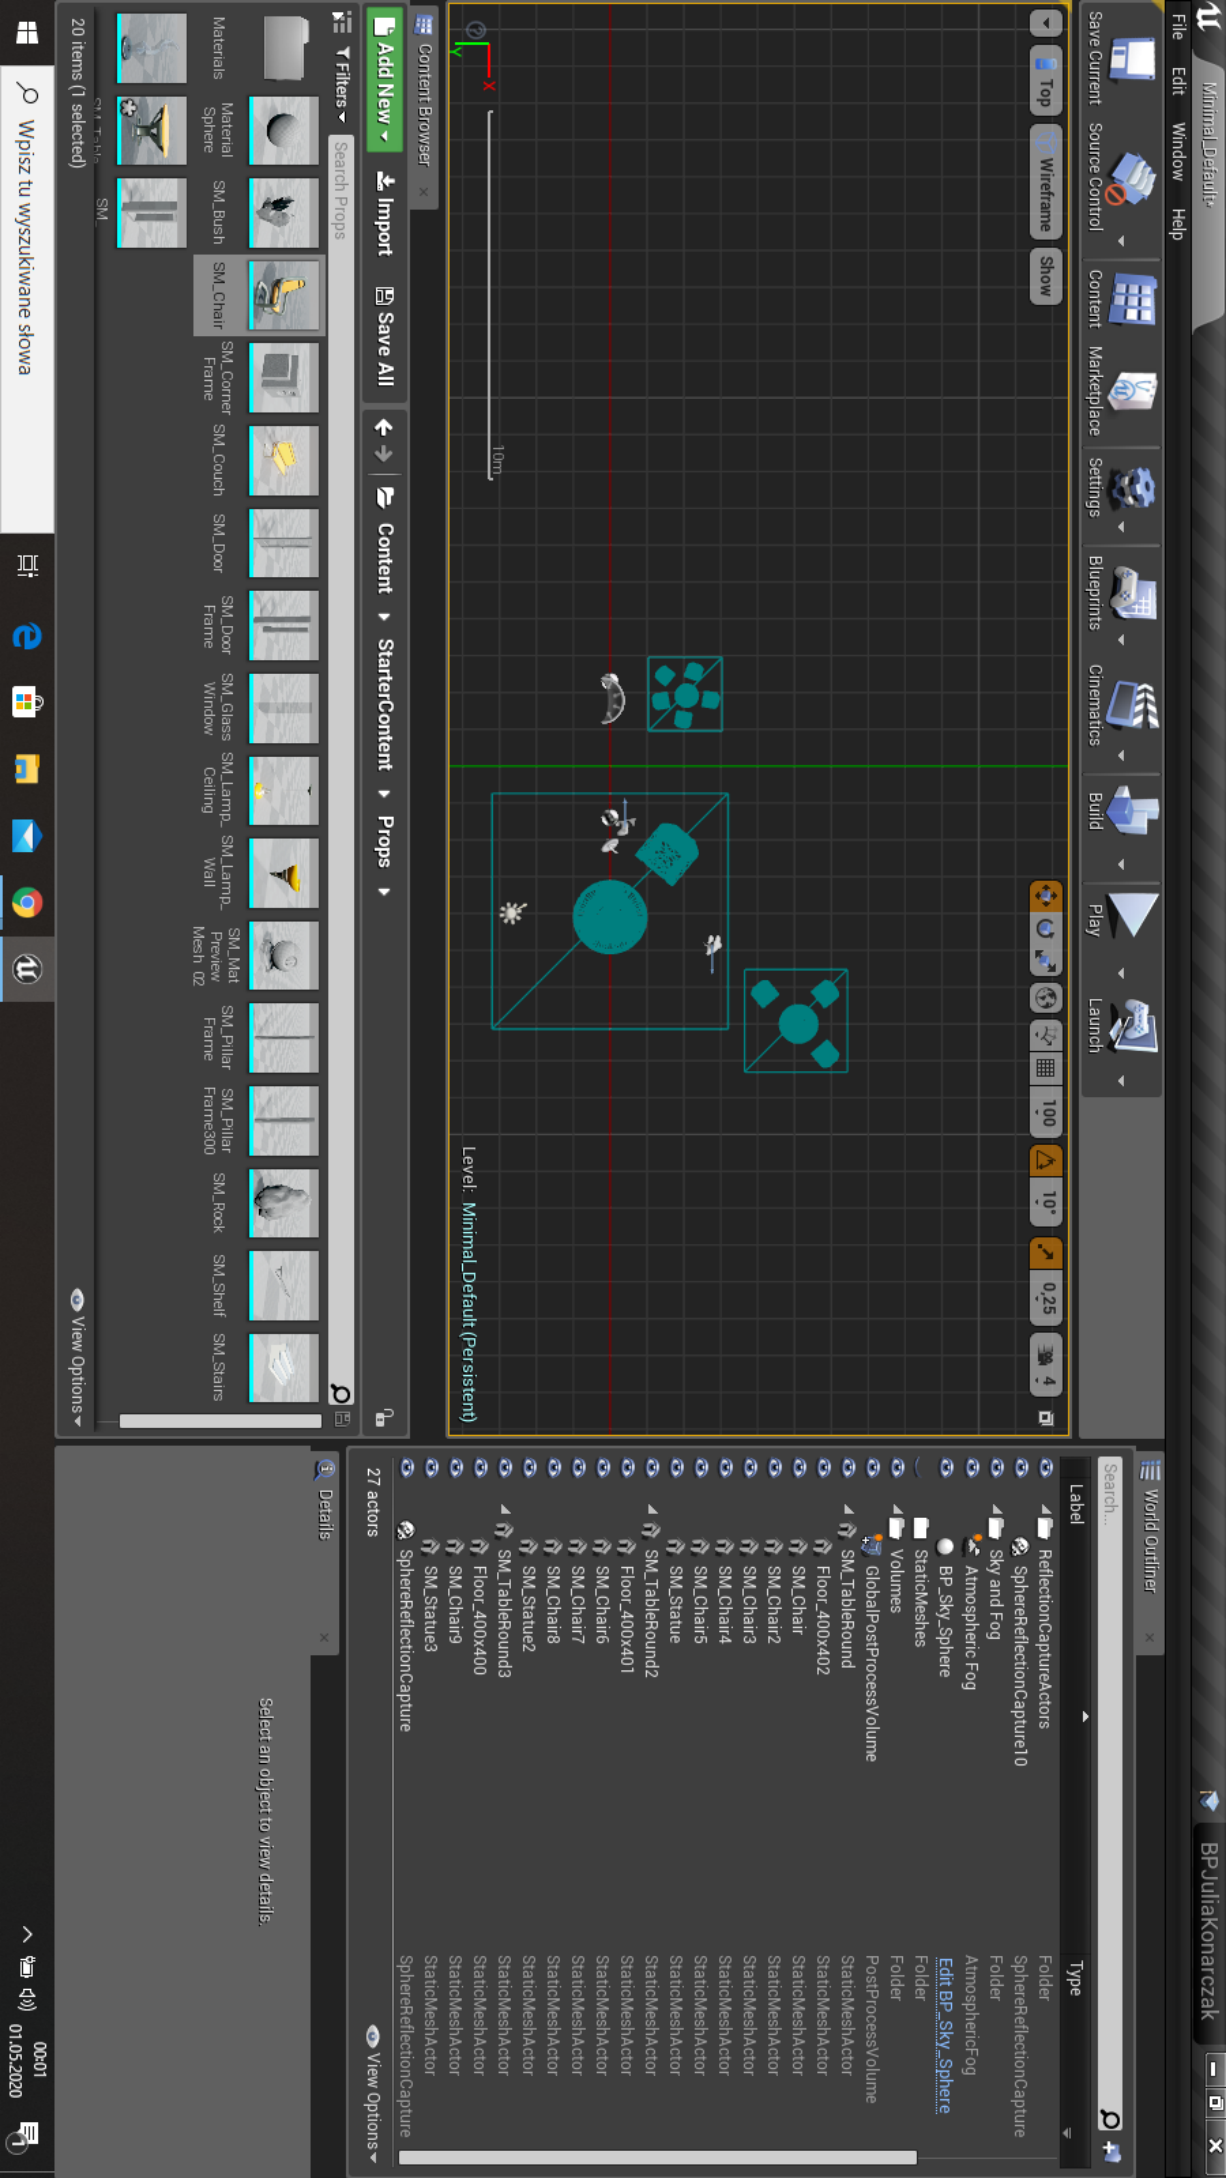 Minimal_Default*
BPJuliaKonarczak
File Edit Window Help
Save Current
Source Control
Content
Marketplace
Settings
Blueprints
Cinematics
Build
Play
Launch
Top
Wireframe
Show
100
10°
0,25
4
X
Y
10m
Level: Minimal_Default (Persistent)
World Outliner
Search...
Label
Type
ReflectionCaptureActors Folder
SphereReflectionCapture10 SphereReflectionCapture
Sky and Fog Folder
Atmospheric Fog AtmosphericFog
BP_Sky_Sphere Edit BP_Sky_Sphere
StaticMeshes Folder
Volumes Folder
GlobalPostProcessVolume PostProcessVolume
SM_TableRound StaticMeshActor
Floor_400x402 StaticMeshActor
SM_Chair StaticMeshActor
SM_Chair2 StaticMeshActor
SM_Chair3 StaticMeshActor
SM_Chair4 StaticMeshActor
SM_Chair5 StaticMeshActor
SM_Statue StaticMeshActor
SM_TableRound2 StaticMeshActor
Floor_400x401 StaticMeshActor
SM_Chair6 StaticMeshActor
SM_Chair7 StaticMeshActor
SM_Chair8 StaticMeshActor
SM_Statue2 StaticMeshActor
SM_TableRound3 StaticMeshActor
Floor_400x400 StaticMeshActor
SM_Chair9 StaticMeshActor
SM_Statue3 StaticMeshActor
SphereReflectionCapture SphereReflectionCapture
27 actors
View Options
Details
Select an object to view details.
Content Browser
Add New
Import
Save All
Content
StarterContent
Props
Filters
Search Props
Materials
Material
Sphere
SM_Bush
SM_Chair
SM_Corner
Frame
SM_Couch
SM_Door
SM_Door
Frame
SM_Glass
Window
SM_Lamp_
Ceiling
SM_Lamp_
Wall
SM_Mat
Preview
Mesh_02
SM_Pillar
Frame
SM_Pillar
Frame300
SM_Rock
SM_Shelf
SM_Stairs
SM_
20 items (1 selected)
View Options
Wpisz tu wyszukiwane słowa
00:01
01.05.2020
1